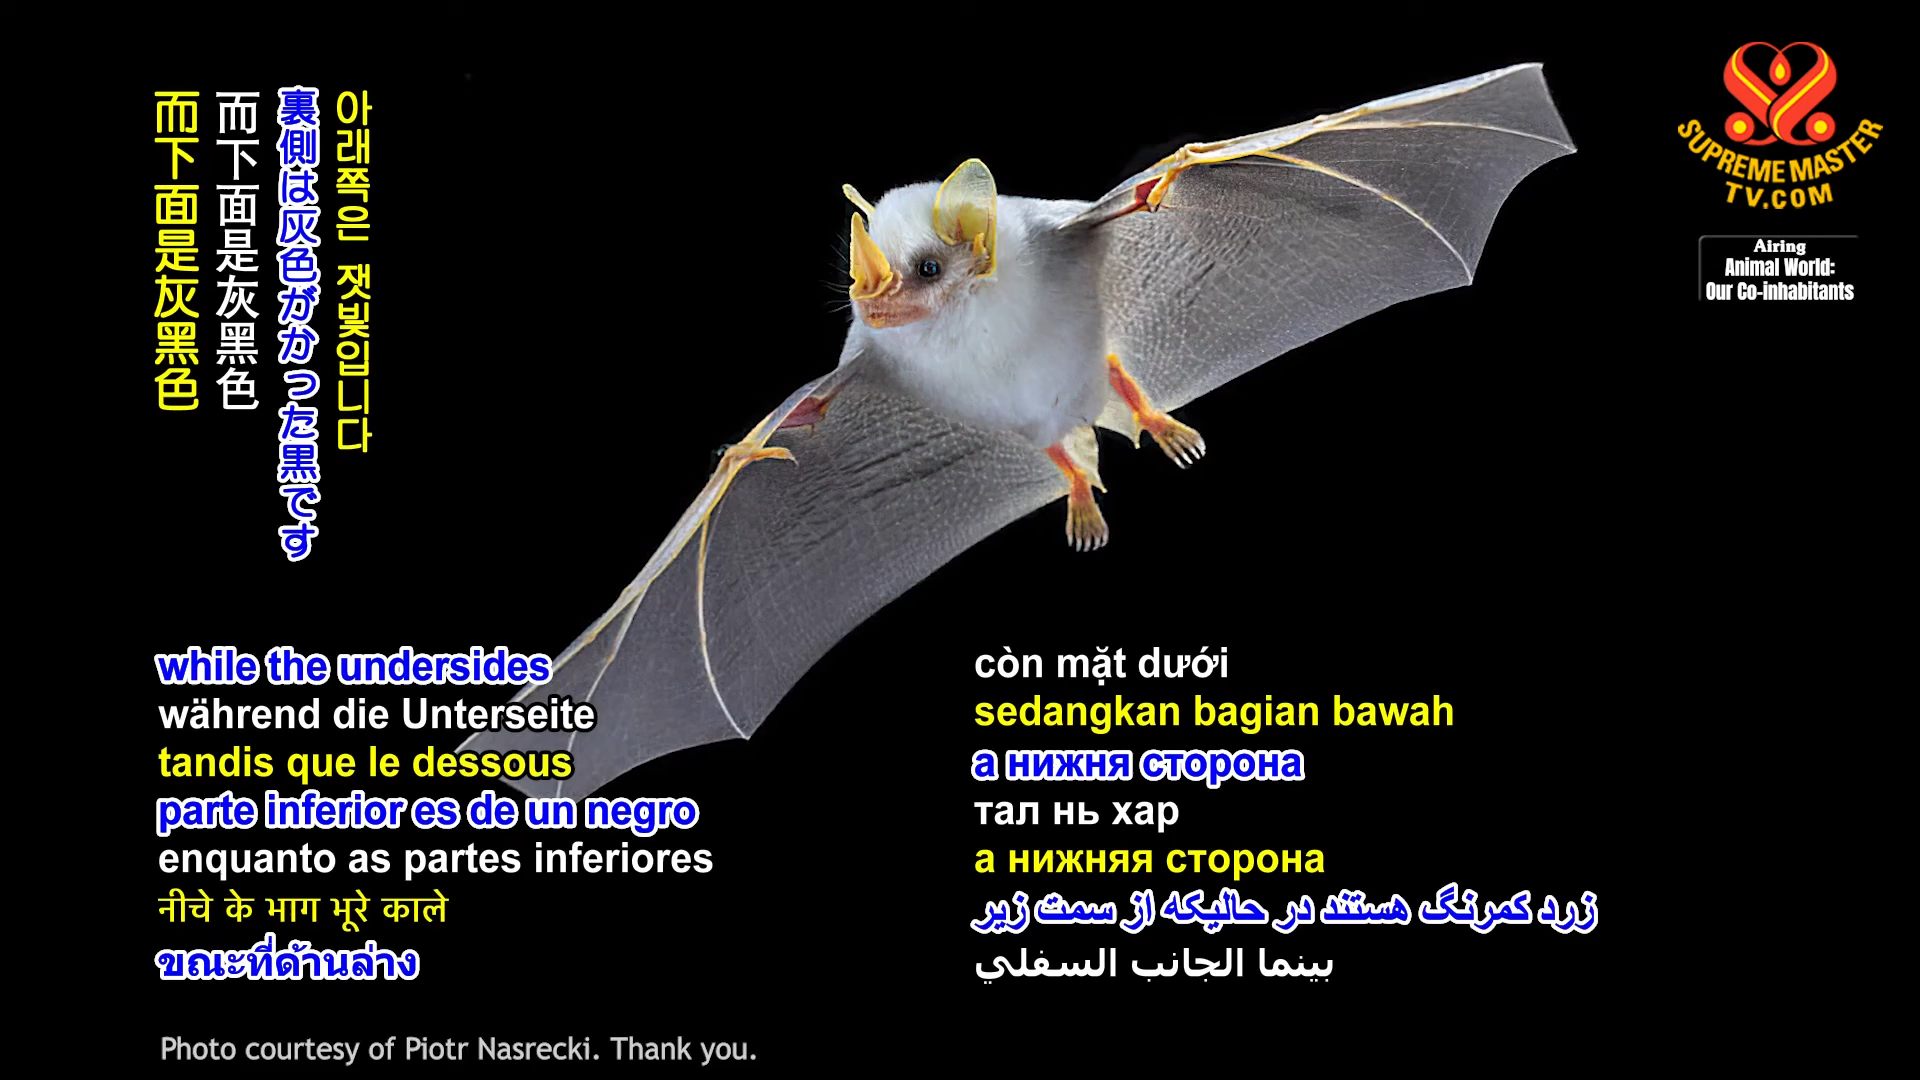 而下面是灰黑色
而下面是灰黑色
裏側は灰色がかった黒です
아래쪽은 잿빛입니다
SUPREME MASTER
TV.COM
Airing
Animal World:
Our Co-inhabitants
while the undersides
während die Unterseite
tandis que le dessous
parte inferior es de un negro
enquanto as partes inferiores
नीचे के भाग भूरे काले
ขณะที่ด้านล่าง
còn mặt dưới
sedangkan bagian bawah
а нижня сторона
тал нь хар
а нижняя сторона
زرد کمرنگ هستند در حالیکه از سمت زیر
بينما الجانب السفلي
Photo courtesy of Piotr Nasrecki. Thank you.